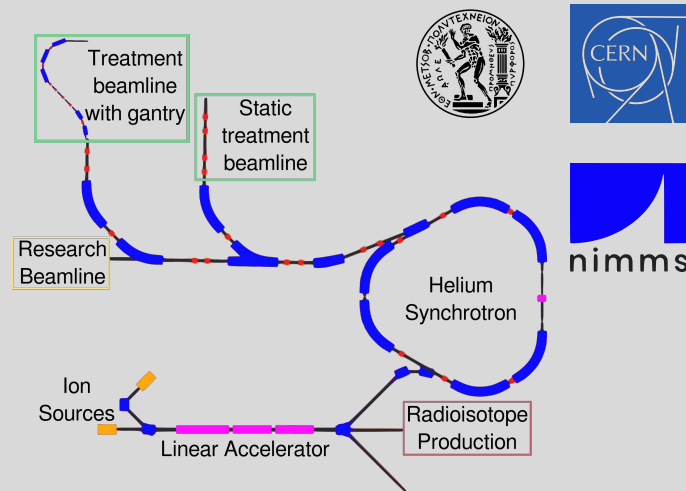 Treatment
beamline
with gantry
Static
treatment
beamline
CERN
nimms
Research
Beamline
Helium
Synchrotron
Ion
Sources
Linear Accelerator
Radioisotope
Production